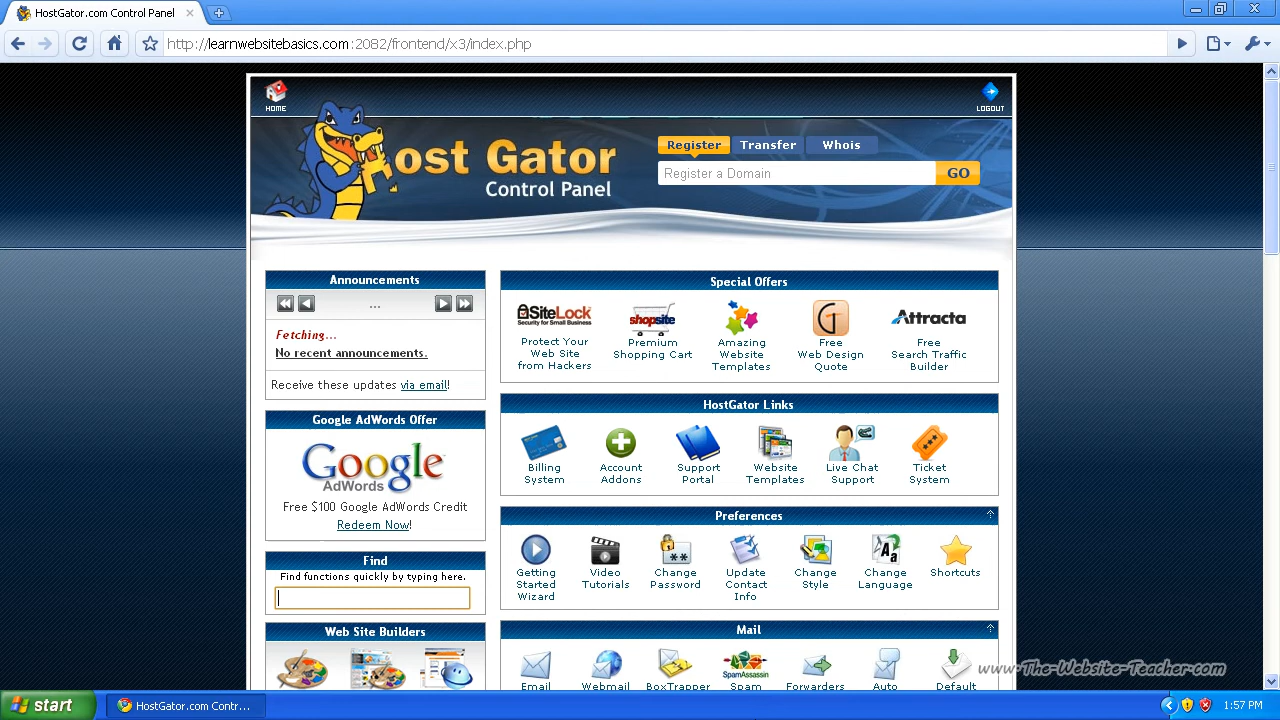 HostGator.com Control Panel
http://learnwebsitebasics.com:2082/frontend/x3/index.php
HOME
LOGOUT
Host Gator
Control Panel
Register
Transfer
Whois
Register a Domain
GO
Announcements
...
Fetching...
No recent announcements.
Receive these updates via email!
Google AdWords Offer
Google
AdWords
Free $100 Google AdWords Credit
Redeem Now!
Find
Find functions quickly by typing here.
Web Site Builders
Special Offers
SiteLock
Security for Small Business
Protect Your
Web Site
from Hackers
shopsite
Premium
Shopping Cart
Amazing
Website
Templates
Free
Web Design
Quote
Attracta
Free
Search Traffic
Builder
HostGator Links
Billing
System
Account
Addons
Support
Portal
Website
Templates
Live Chat
Support
Ticket
System
Preferences
Getting
Started
Wizard
Video
Tutorials
**
Change
Password
Update
Contact
Info
Change
Style
Aa
Change
Language
Shortcuts
Mail
Email
Webmail
BoxTrapper
SpamAssassin
Spam
Forwarders
Auto
Default
www.The-Website-Teacher.com
start
HostGator.com Contr...
1:57 PM